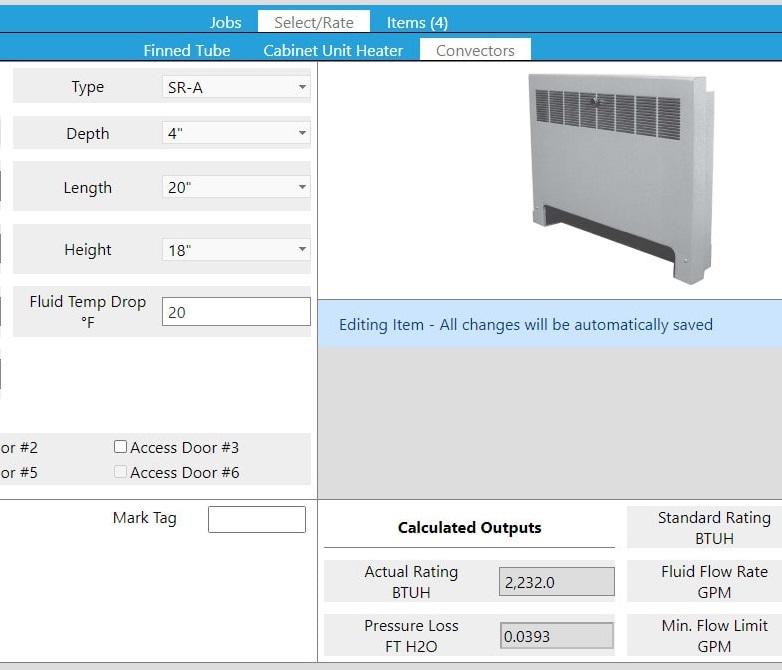 Jobs Select/Rate Items (4)
Finned Tube Cabinet Unit Heater Convectors
Type SR-A
Depth 4"
Length 20"
Height 18"
Fluid Temp Drop
°F
20
Editing Item - All changes will be automatically saved
or #2 Access Door #3
or #5 Access Door #6
Mark Tag
Calculated Outputs
Standard Rating
BTUH
Actual Rating
BTUH
2,232.0
Fluid Flow Rate
GPM
Pressure Loss
FT H2O
0.0393
Min. Flow Limit
GPM